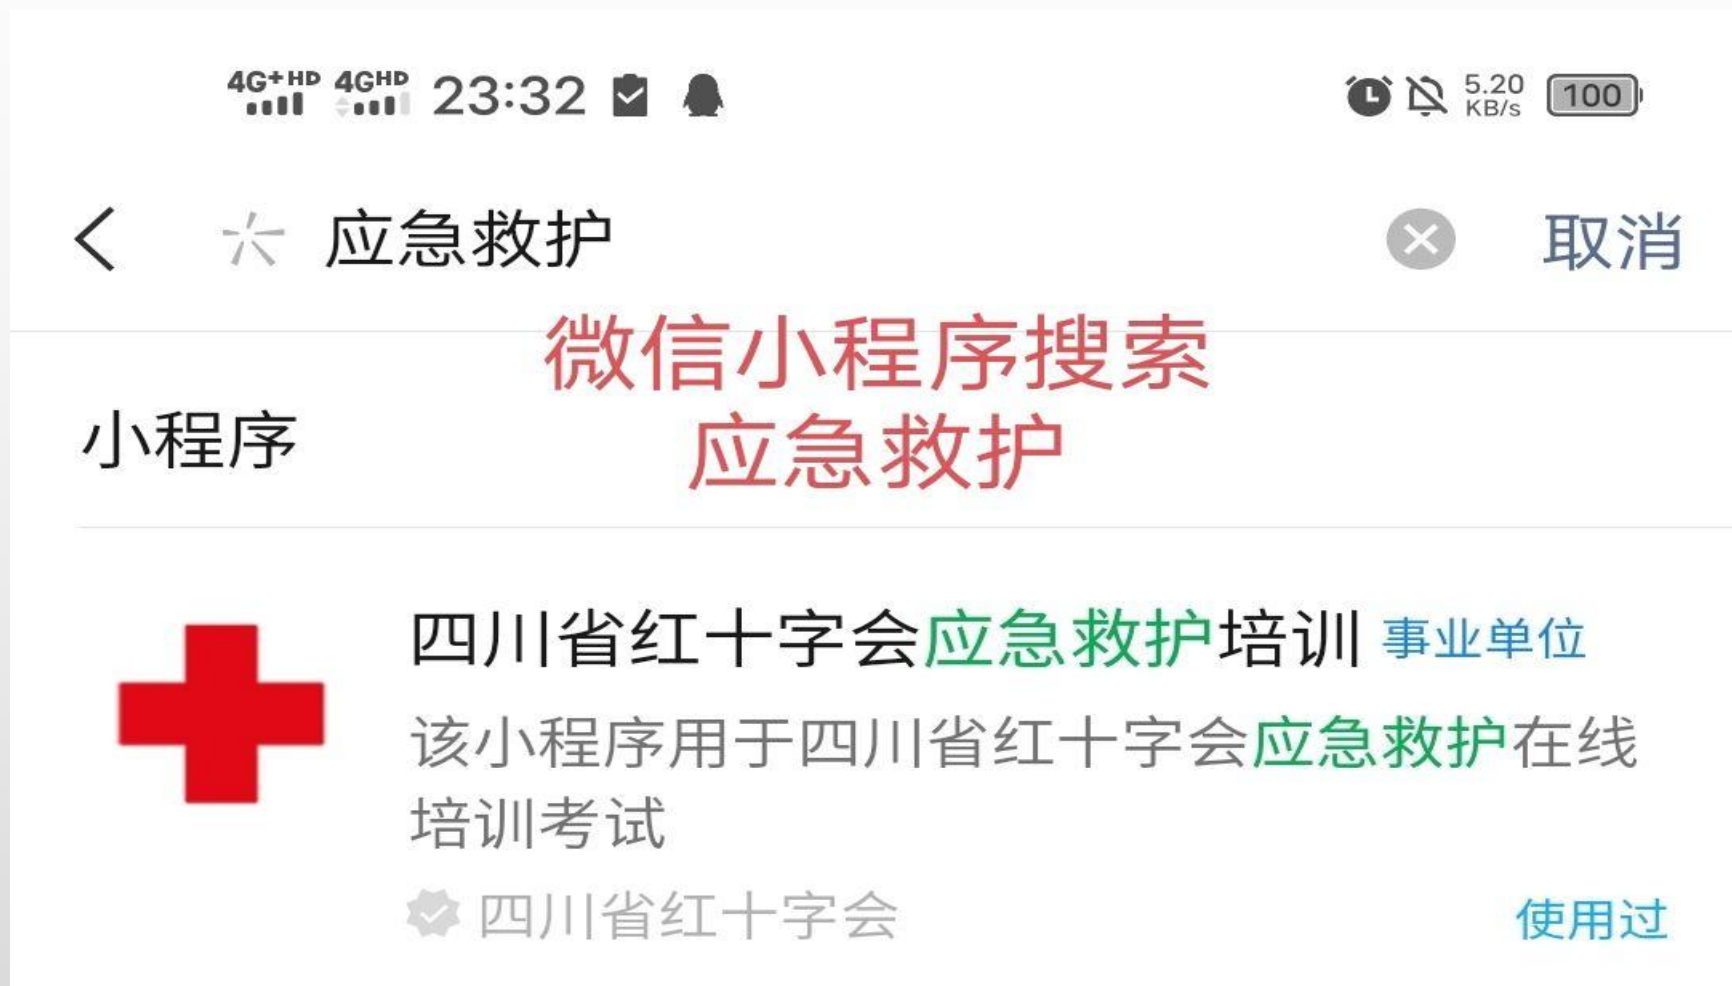 4G+HD 4GHD 23:32 5.20 KB/s 100
应急救护 取消
微信小程序搜索
应急救护
小程序
四川省红十字会应急救护培训 事业单位
该小程序用于四川省红十字会应急救护在线
培训考试
四川省红十字会 使用过